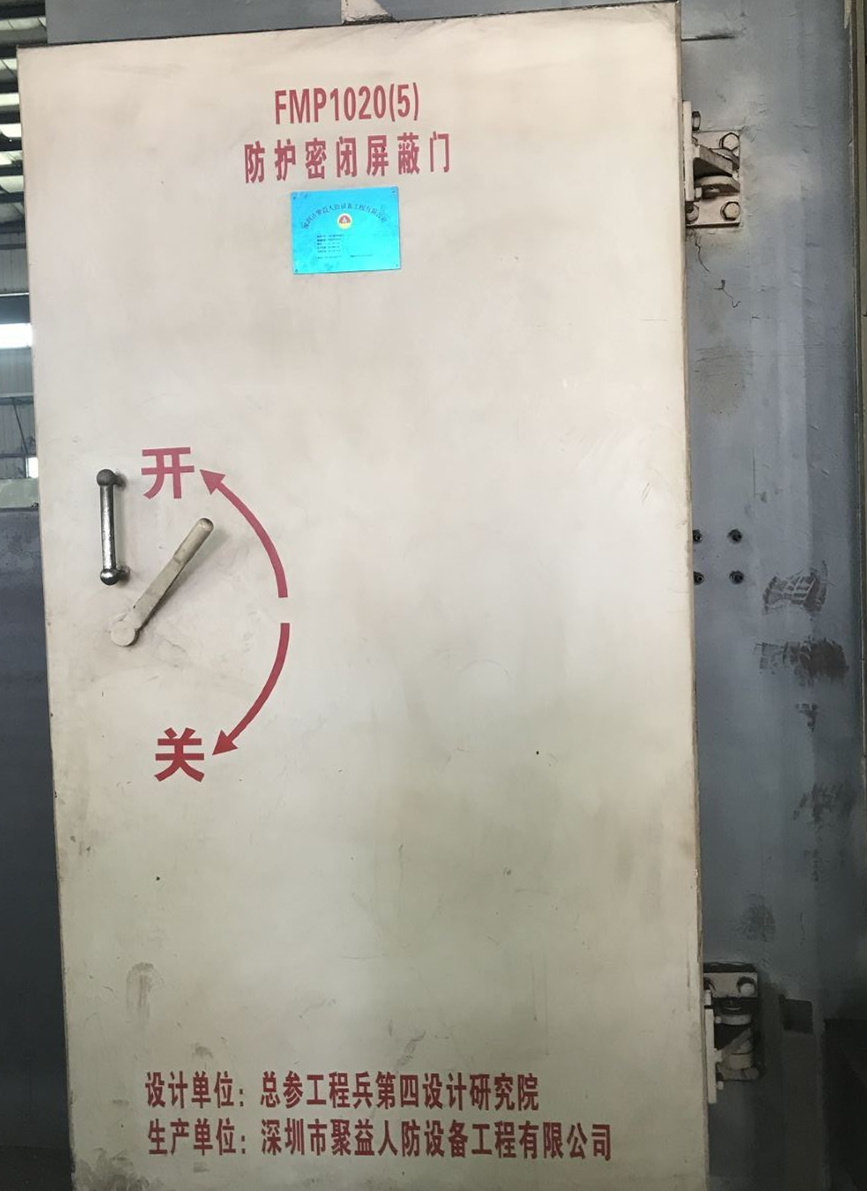 FMP1020(5)
防护密闭屏蔽门
开
关
设计单位：总参工程兵第四设计研究院
生产单位：深圳市聚益人防设备工程有限公司